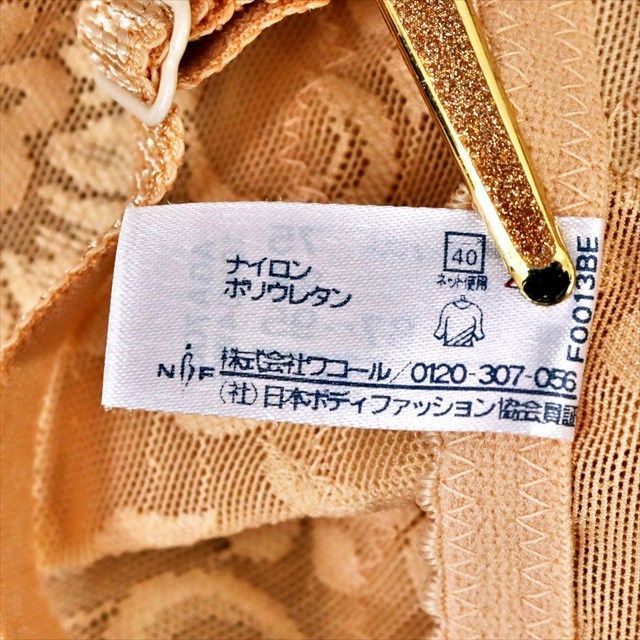 ナイロン
ポリウレタン
40
ネット使用
N F
株式会社ワコール/0120-307-056
(社)日本ボディファッション協会員証
F0013BE